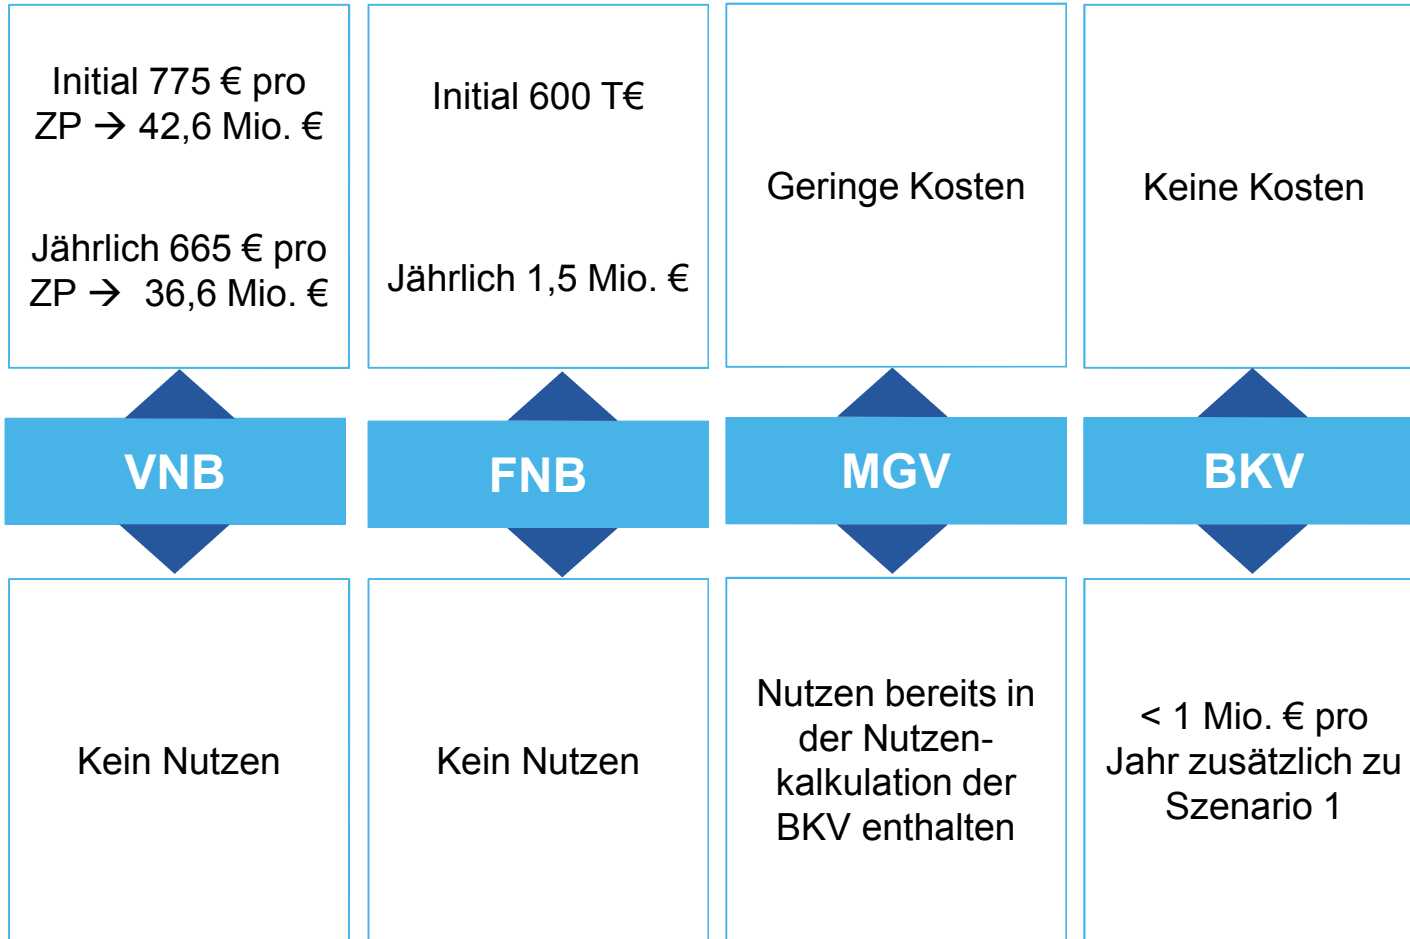 Initial 775 € pro
ZP → 42,6 Mio. €
Jährlich 665 € pro
ZP → 36,6 Mio. €
Initial 600 T€
Jährlich 1,5 Mio. €
Geringe Kosten
Keine Kosten
VNB
FNB
MGV
BKV
Kein Nutzen
Kein Nutzen
Nutzen bereits in
der Nutzen-
kalkulation der
BKV enthalten
< 1 Mio. € pro
Jahr zusätzlich zu
Szenario 1